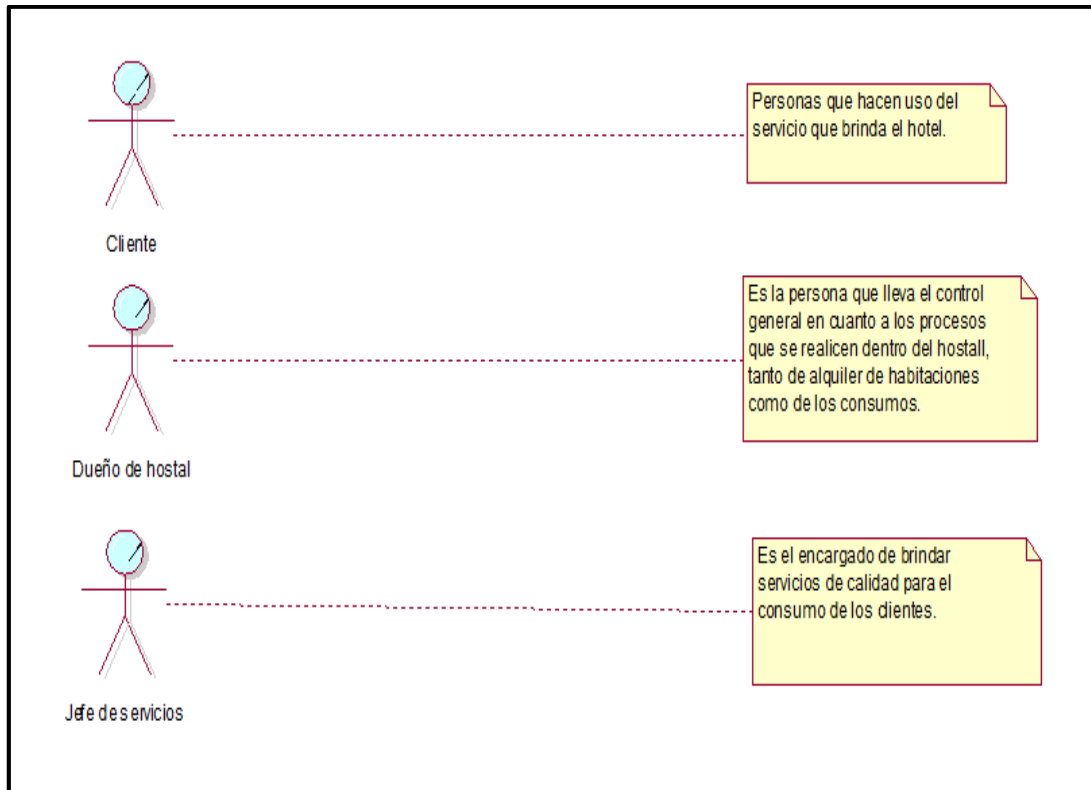 Personas que hacen uso del
servicio que brinda el hotel.
Cliente
Es la persona que lleva el control
general en cuanto a los procesos
que se realicen dentro del hostall,
tanto de alquiler de habitaciones
como de los consumos.
Dueño de hostal
Es el encargado de brindar
servicios de calidad para el
consumo de los clientes.
Jefe de servicios